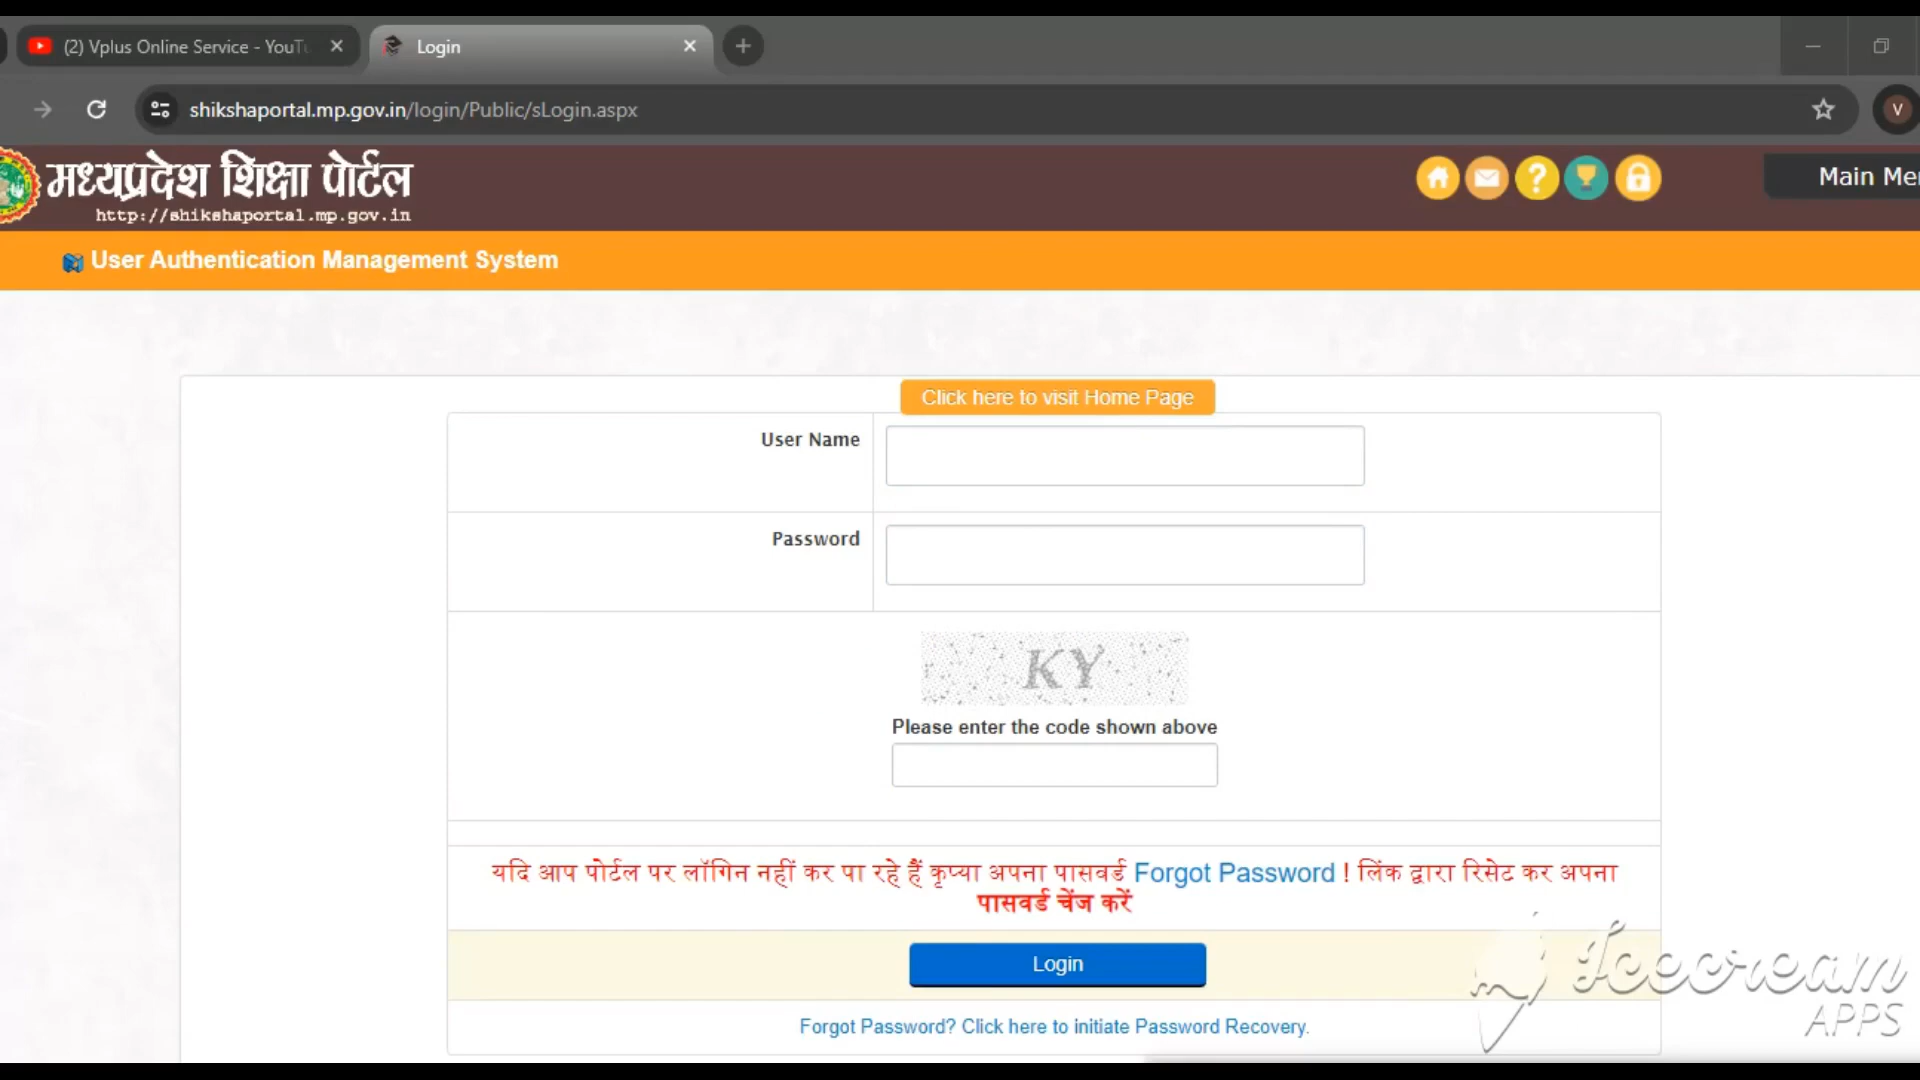 (2) Vplus Online Service - YouTu
Login
shikshaportal.mp.gov.in/login/Public/sLogin.aspx
V
मध्यप्रदेश शिक्षा पोर्टल
http://shikshaportal.mp.gov.in
Main Me
User Authentication Management System
Click here to visit Home Page
User Name
Password
KY
Please enter the code shown above
यदि आप पोर्टल पर लॉगिन नहीं कर पा रहे हैं कृप्या अपना पासवर्ड Forgot Password ! लिंक द्वारा रिसेट कर अपना
पासवर्ड चेंज करें
Login
Forgot Password? Click here to initiate Password Recovery.
Icecream
APPS